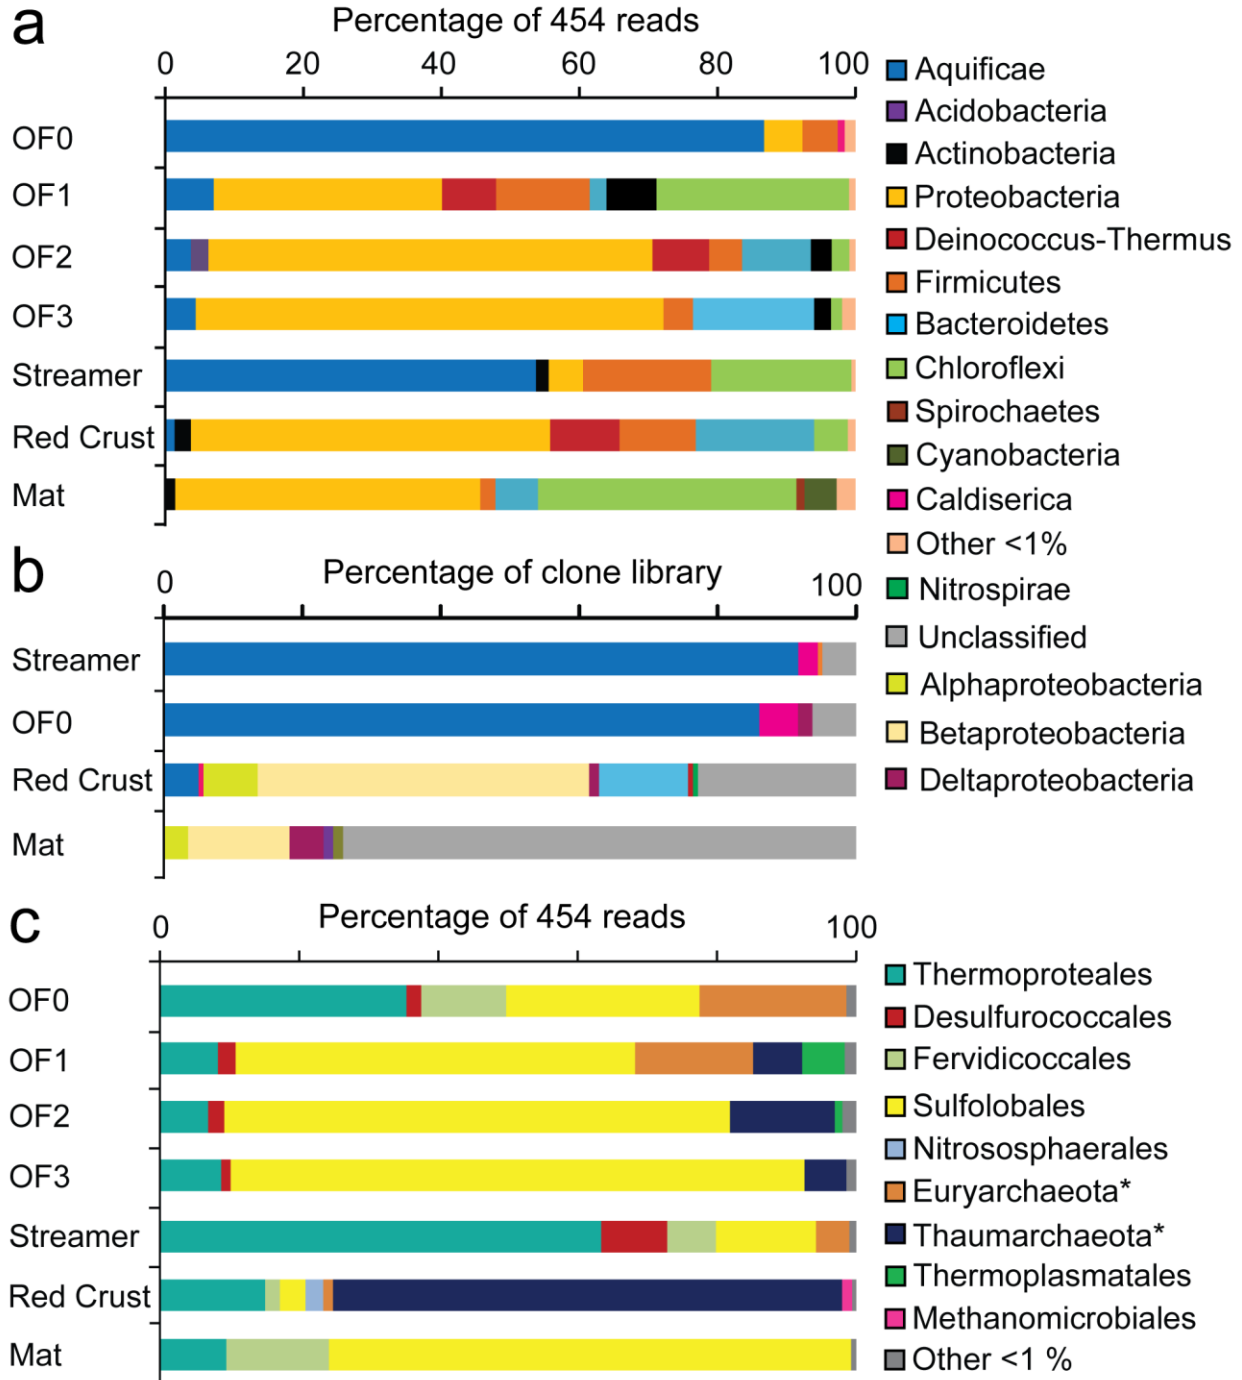 a
Percentage of 454 reads
0 20 40 60 80 100
OF0
OF1
OF2
OF3
Streamer
Red Crust
Mat
Aquificae
Acidobacteria
Actinobacteria
Proteobacteria
Deinococcus-Thermus
Firmicutes
Bacteroidetes
Chloroflexi
Spirochaetes
Cyanobacteria
Caldiserica
Other <1%
Nitrospirae
Unclassified
Alphaproteobacteria
Betaproteobacteria
Deltaproteobacteria
b
0 Percentage of clone library 100
Streamer
OF0
Red Crust
Mat
c
0 Percentage of 454 reads 100
OF0
OF1
OF2
OF3
Streamer
Red Crust
Mat
Thermoproteales
Desulfurococcales
Fervidicoccales
Sulfolobales
Nitrososphaerales
Euryarchaeota*
Thaumarchaeota*
Thermoplasmatales
Methanomicrobiales
Other <1 %